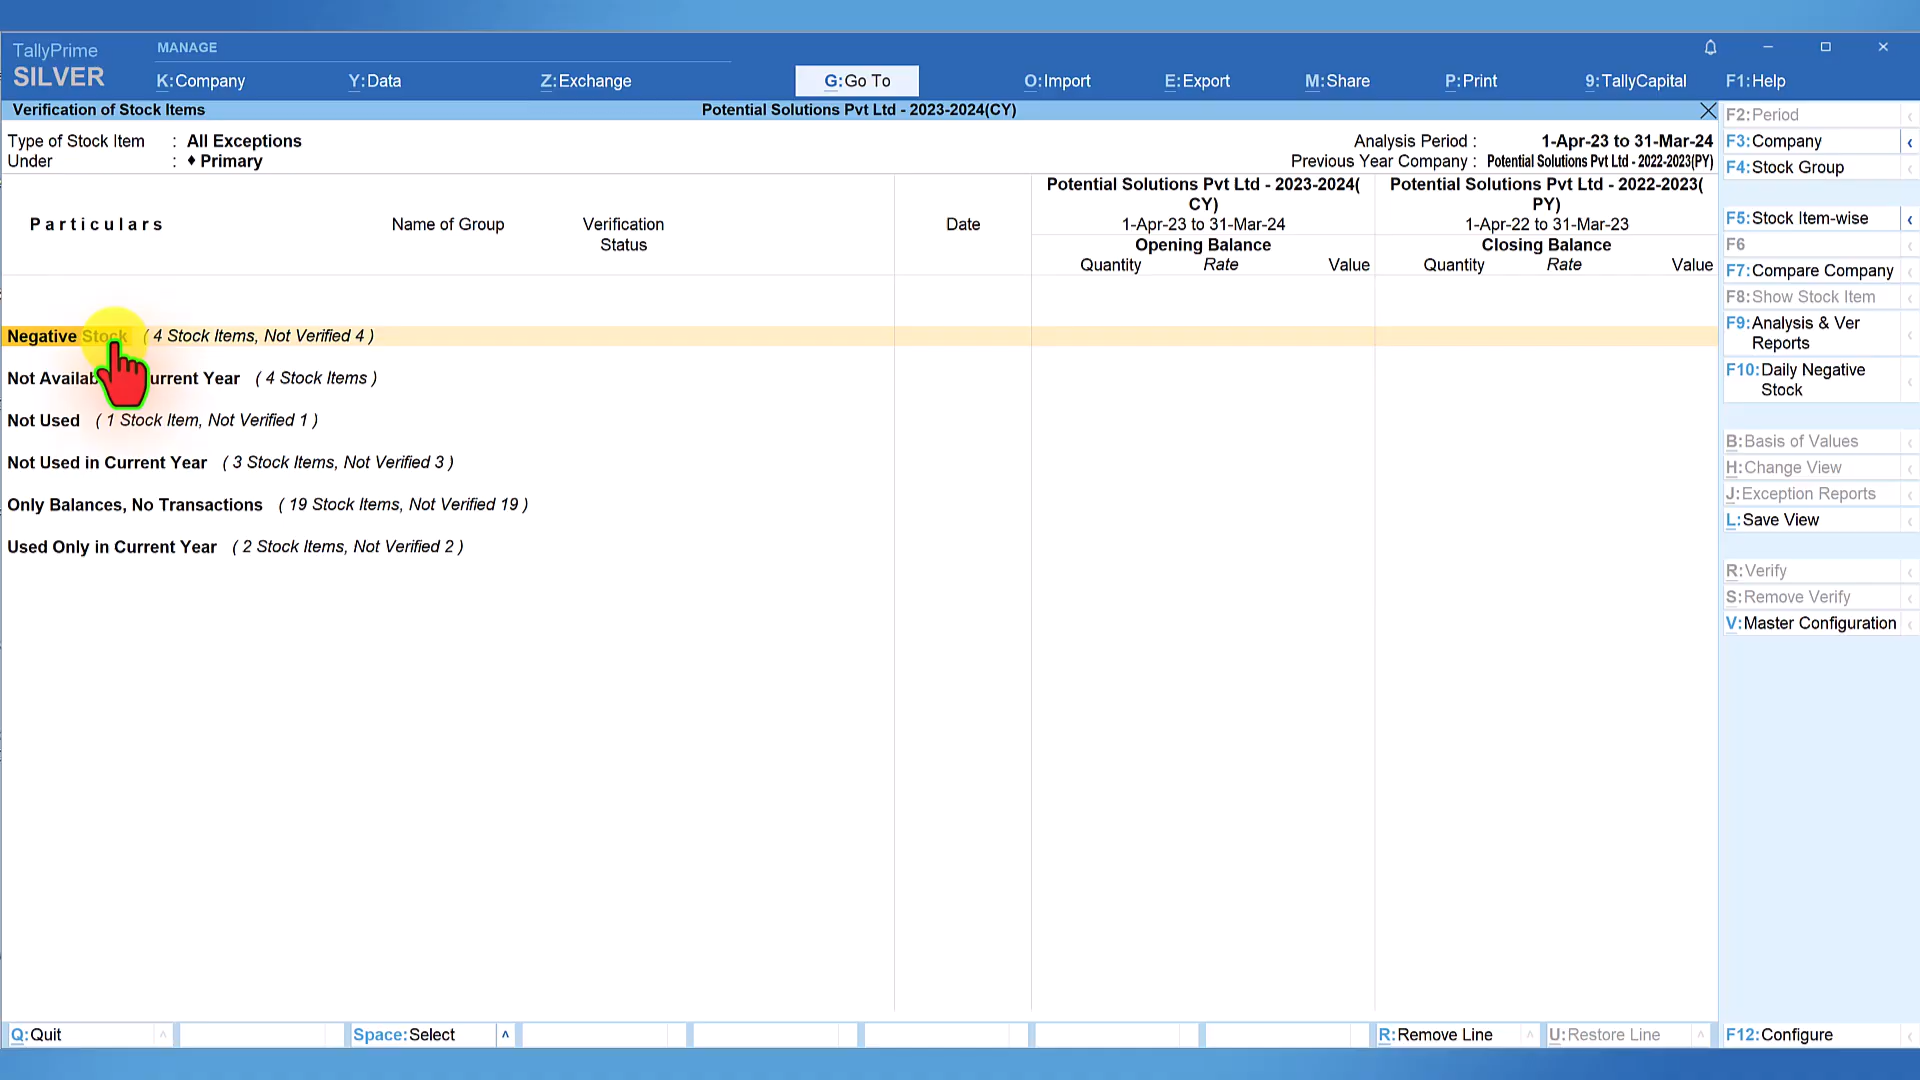 TallyPrime
SILVER
MANAGE
K:Company
Y:Data
Z:Exchange
G:Go To
O:Import
E:Export
M:Share
P:Print
9:TallyCapital
F1:Help
Verification of Stock Items
Potential Solutions Pvt Ltd - 2023-2024(CY)
Type of Stock Item : All Exceptions
Under : ♦ Primary
Analysis Period : 1-Apr-23 to 31-Mar-24
Previous Year Company : Potential Solutions Pvt Ltd - 2022-2023(PY)
Particulars
Name of Group
Verification
Status
Date
Potential Solutions Pvt Ltd - 2023-2024(
CY)
1-Apr-23 to 31-Mar-24
Opening Balance
Quantity Rate Value
Potential Solutions Pvt Ltd - 2022-2023(
PY)
1-Apr-22 to 31-Mar-23
Closing Balance
Quantity Rate Value
Negative Stock ( 4 Stock Items, Not Verified 4 )
Not Availab urrent Year ( 4 Stock Items )
Not Used ( 1 Stock Item, Not Verified 1 )
Not Used in Current Year ( 3 Stock Items, Not Verified 3 )
Only Balances, No Transactions ( 19 Stock Items, Not Verified 19 )
Used Only in Current Year ( 2 Stock Items, Not Verified 2 )
F2:Period
F3:Company
F4:Stock Group
F5:Stock Item-wise
F6
F7:Compare Company
F8:Show Stock Item
F9:Analysis & Ver
Reports
F10:Daily Negative
Stock
B:Basis of Values
H:Change View
J:Exception Reports
L:Save View
R:Verify
S:Remove Verify
V:Master Configuration
Q:Quit
Space:Select
R:Remove Line
U:Restore Line
F12:Configure